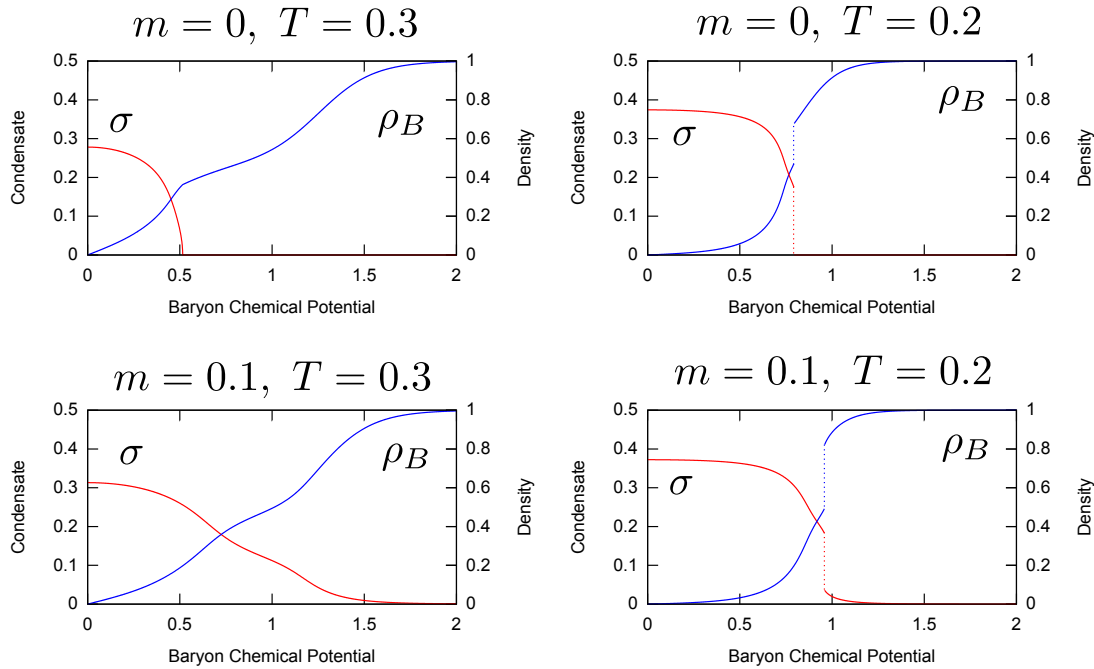 m = 0, T = 0.3
0.5
0.4
0.3
0.2
0.1
0
Condensate
σ
ρB
1
0.8
0.6
0.4
0.2
0
Density
0 0.5 1 1.5 2
Baryon Chemical Potential
m = 0, T = 0.2
0.5
0.4
0.3
0.2
0.1
0
Condensate
σ
ρB
1
0.8
0.6
0.4
0.2
0
Density
0 0.5 1 1.5 2
Baryon Chemical Potential
m = 0.1, T = 0.3
0.5
0.4
0.3
0.2
0.1
0
Condensate
σ
ρB
1
0.8
0.6
0.4
0.2
0
Density
0 0.5 1 1.5 2
Baryon Chemical Potential
m = 0.1, T = 0.2
0.5
0.4
0.3
0.2
0.1
0
Condensate
σ
ρB
1
0.8
0.6
0.4
0.2
0
Density
0 0.5 1 1.5 2
Baryon Chemical Potential